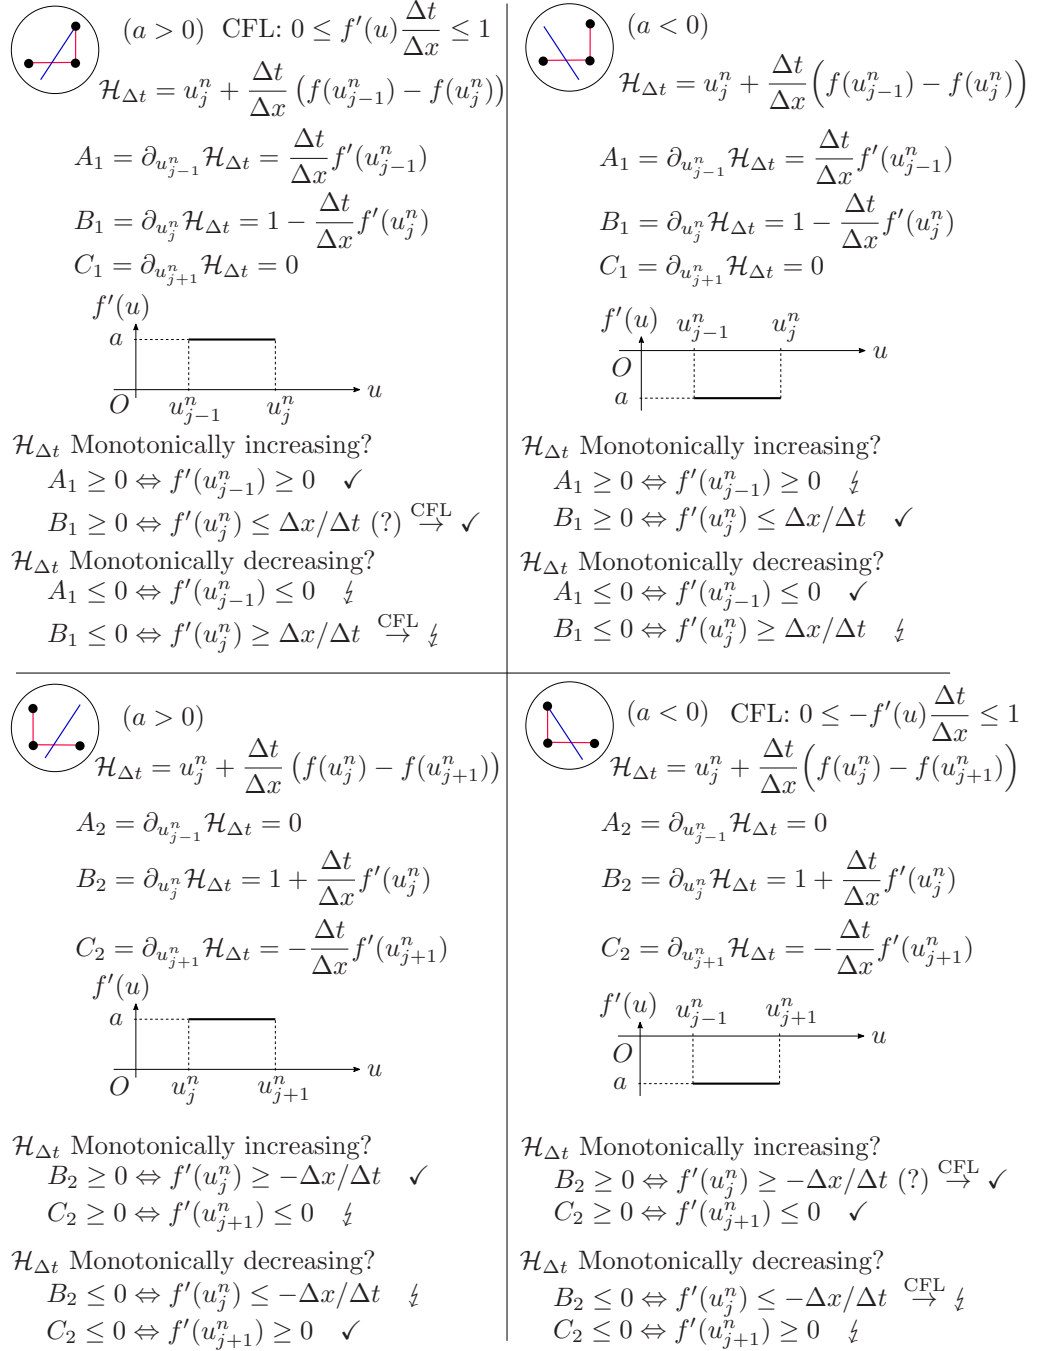 (a > 0) CFL: 0 ≤ f′(u) Δt/Δx ≤ 1
ℋ_Δt = u_j^n + Δt/Δx (f(u_{j−1}^n) − f(u_j^n))
A_1 = ∂_{u_{j−1}^n} ℋ_Δt = Δt/Δx f′(u_{j−1}^n)
B_1 = ∂_{u_j^n} ℋ_Δt = 1 − Δt/Δx f′(u_j^n)
C_1 = ∂_{u_{j+1}^n} ℋ_Δt = 0
f′(u)
a
u
O u_{j−1}^n u_j^n
ℋ_Δt Monotonically increasing?
A_1 ≥ 0 ⇔ f′(u_{j−1}^n) ≥ 0 ✓
B_1 ≥ 0 ⇔ f′(u_j^n) ≤ Δx/Δt (?) CFL → ✓
ℋ_Δt Monotonically decreasing?
A_1 ≤ 0 ⇔ f′(u_{j−1}^n) ≤ 0 ↯
B_1 ≤ 0 ⇔ f′(u_j^n) ≥ Δx/Δt CFL → ↯
(a < 0)
ℋ_Δt = u_j^n + Δt/Δx (f(u_{j−1}^n) − f(u_j^n))
A_1 = ∂_{u_{j−1}^n} ℋ_Δt = Δt/Δx f′(u_{j−1}^n)
B_1 = ∂_{u_j^n} ℋ_Δt = 1 − Δt/Δx f′(u_j^n)
C_1 = ∂_{u_{j+1}^n} ℋ_Δt = 0
f′(u) u_{j−1}^n u_j^n
u
O
a
ℋ_Δt Monotonically increasing?
A_1 ≥ 0 ⇔ f′(u_{j−1}^n) ≥ 0 ↯
B_1 ≥ 0 ⇔ f′(u_j^n) ≤ Δx/Δt ✓
ℋ_Δt Monotonically decreasing?
A_1 ≤ 0 ⇔ f′(u_{j−1}^n) ≤ 0 ✓
B_1 ≤ 0 ⇔ f′(u_j^n) ≥ Δx/Δt ↯
(a > 0)
ℋ_Δt = u_j^n + Δt/Δx (f(u_j^n) − f(u_{j+1}^n))
A_2 = ∂_{u_{j−1}^n} ℋ_Δt = 0
B_2 = ∂_{u_j^n} ℋ_Δt = 1 + Δt/Δx f′(u_j^n)
C_2 = ∂_{u_{j+1}^n} ℋ_Δt = −Δt/Δx f′(u_{j+1}^n)
f′(u)
a
u
O u_j^n u_{j+1}^n
ℋ_Δt Monotonically increasing?
B_2 ≥ 0 ⇔ f′(u_j^n) ≥ −Δx/Δt ✓
C_2 ≥ 0 ⇔ f′(u_{j+1}^n) ≤ 0 ↯
ℋ_Δt Monotonically decreasing?
B_2 ≤ 0 ⇔ f′(u_j^n) ≤ −Δx/Δt ↯
C_2 ≤ 0 ⇔ f′(u_{j+1}^n) ≥ 0 ✓
(a < 0) CFL: 0 ≤ −f′(u) Δt/Δx ≤ 1
ℋ_Δt = u_j^n + Δt/Δx (f(u_j^n) − f(u_{j+1}^n))
A_2 = ∂_{u_{j−1}^n} ℋ_Δt = 0
B_2 = ∂_{u_j^n} ℋ_Δt = 1 + Δt/Δx f′(u_j^n)
C_2 = ∂_{u_{j+1}^n} ℋ_Δt = −Δt/Δx f′(u_{j+1}^n)
f′(u) u_{j−1}^n u_{j+1}^n
u
O
a
ℋ_Δt Monotonically increasing?
B_2 ≥ 0 ⇔ f′(u_j^n) ≥ −Δx/Δt (?) CFL → ✓
C_2 ≥ 0 ⇔ f′(u_{j+1}^n) ≤ 0 ✓
ℋ_Δt Monotonically decreasing?
B_2 ≤ 0 ⇔ f′(u_j^n) ≤ −Δx/Δt CFL → ↯
C_2 ≤ 0 ⇔ f′(u_{j+1}^n) ≥ 0 ↯